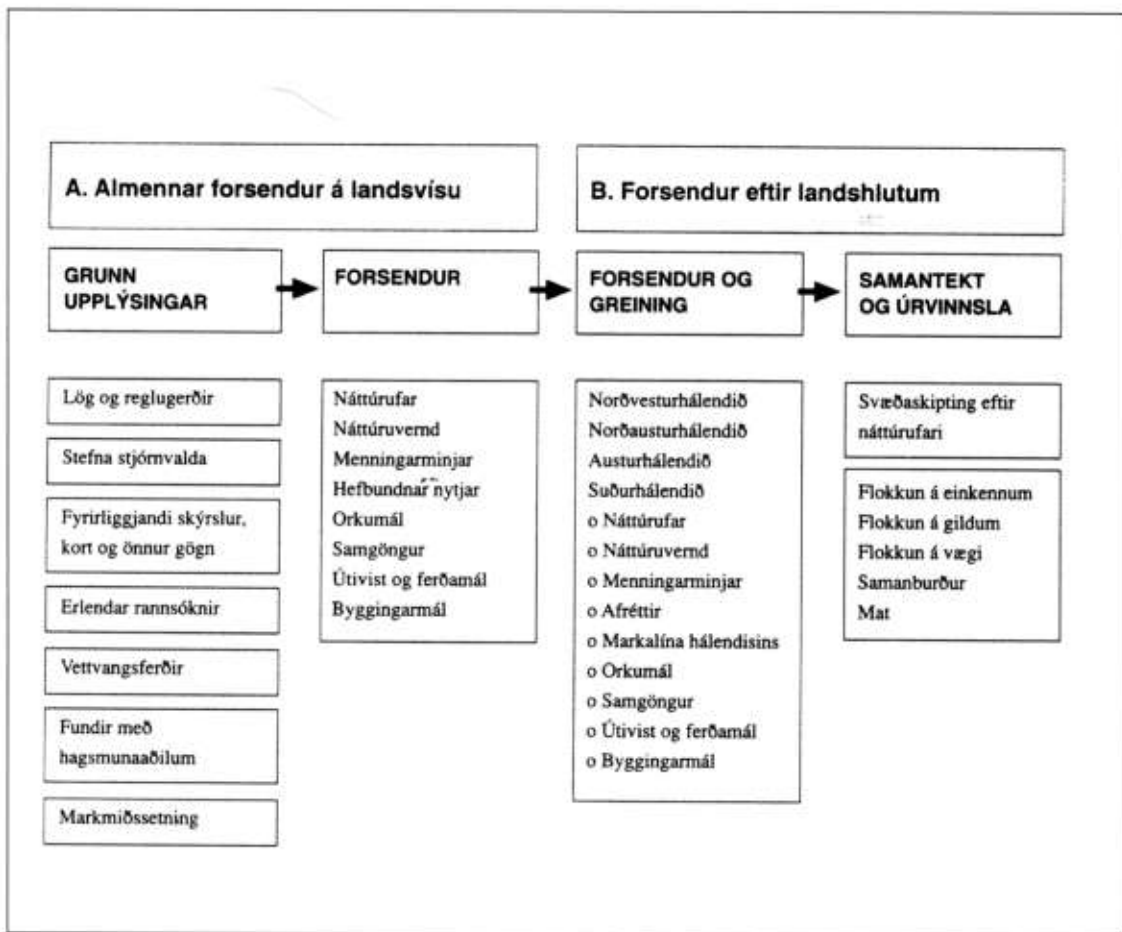 A. Almennar forsendur á landsvísu
B. Forsendur eftir landshlutum
GRUNN
UPPLÝSINGAR
FORSENDUR
FORSENDUR OG
GREINING
SAMANTEKT
OG ÚRVINNSLA
Lög og reglugerðir
Stefna stjórnvalda
Fyrirliggjandi skýrslur,
kort og önnur gögn
Erlendar rannsóknir
Vettvangsferðir
Fundir með
hagsmunaaðilum
Markmiðssetning
Náttúrufar
Náttúruvernd
Menningarminjar
Hefbundnar nytjar
Orkumál
Samgöngur
Útivist og ferðamál
Byggingarmál
Norðvesturhálendið
Norðausturhálendið
Austurhálendið
Suðurhálendið
o Náttúrufar
o Náttúruvernd
o Menningarminjar
o Afréttir
o Markalína hálendisins
o Orkumál
o Samgöngur
o Útivist og ferðamál
o Byggingarmál
Svæðaskipting eftir
náttúrufari
Flokkun á einkennum
Flokkun á gildum
Flokkun á vægi
Samanburður
Mat